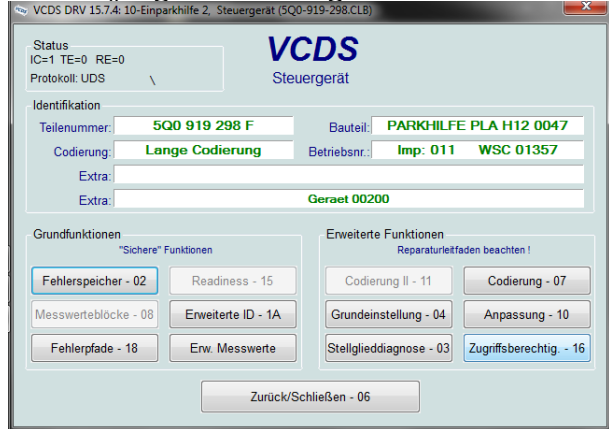 VCDS DRV 15.7.4: 10-Einparkhilfe 2, Steuergerät (5Q0-919-298.CLB)
Status
IC=1 TE=0 RE=0
Protokoll: UDS \
VCDS
Steuergerät
Identifikation
Teilenummer: 5Q0 919 298 F Bauteil: PARKHILFE PLA H12 0047
Codierung: Lange Codierung Betriebsnr.: Imp: 011 WSC 01357
Extra:
Extra: Geraet 00200
Grundfunktionen
"Sichere" Funktionen
Erweiterte Funktionen
Reparaturleitfaden beachten !
Fehlerspeicher - 02 Readiness - 15 Codierung II - 11 Codierung - 07
Messwerteblöcke - 08 Erweiterte ID - 1A Grundeinstellung - 04 Anpassung - 10
Fehlerpfade - 18 Erw. Messwerte Stellglieddiagnose - 03 Zugriffsberechtig. - 16
Zurück/Schließen - 06